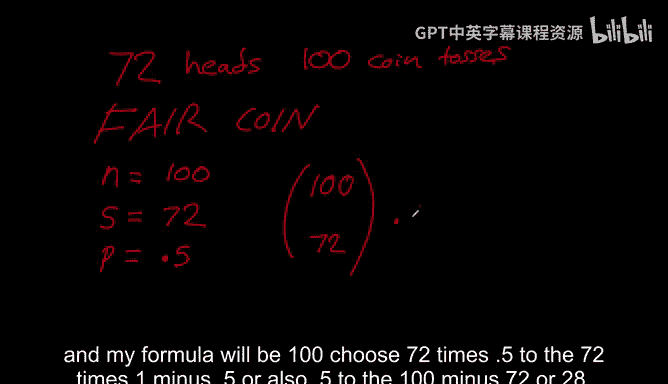 GPT中英字幕课程资源 bilibili
72 heads 100 coin tosses
FAIR COIN
n = 100
S = 72
P = .5
(100
72) .
and my formula will be 100 choose 72 times .5 to the 72
times 1 minus .5 or also .5 to the 100 minus 72 or 28